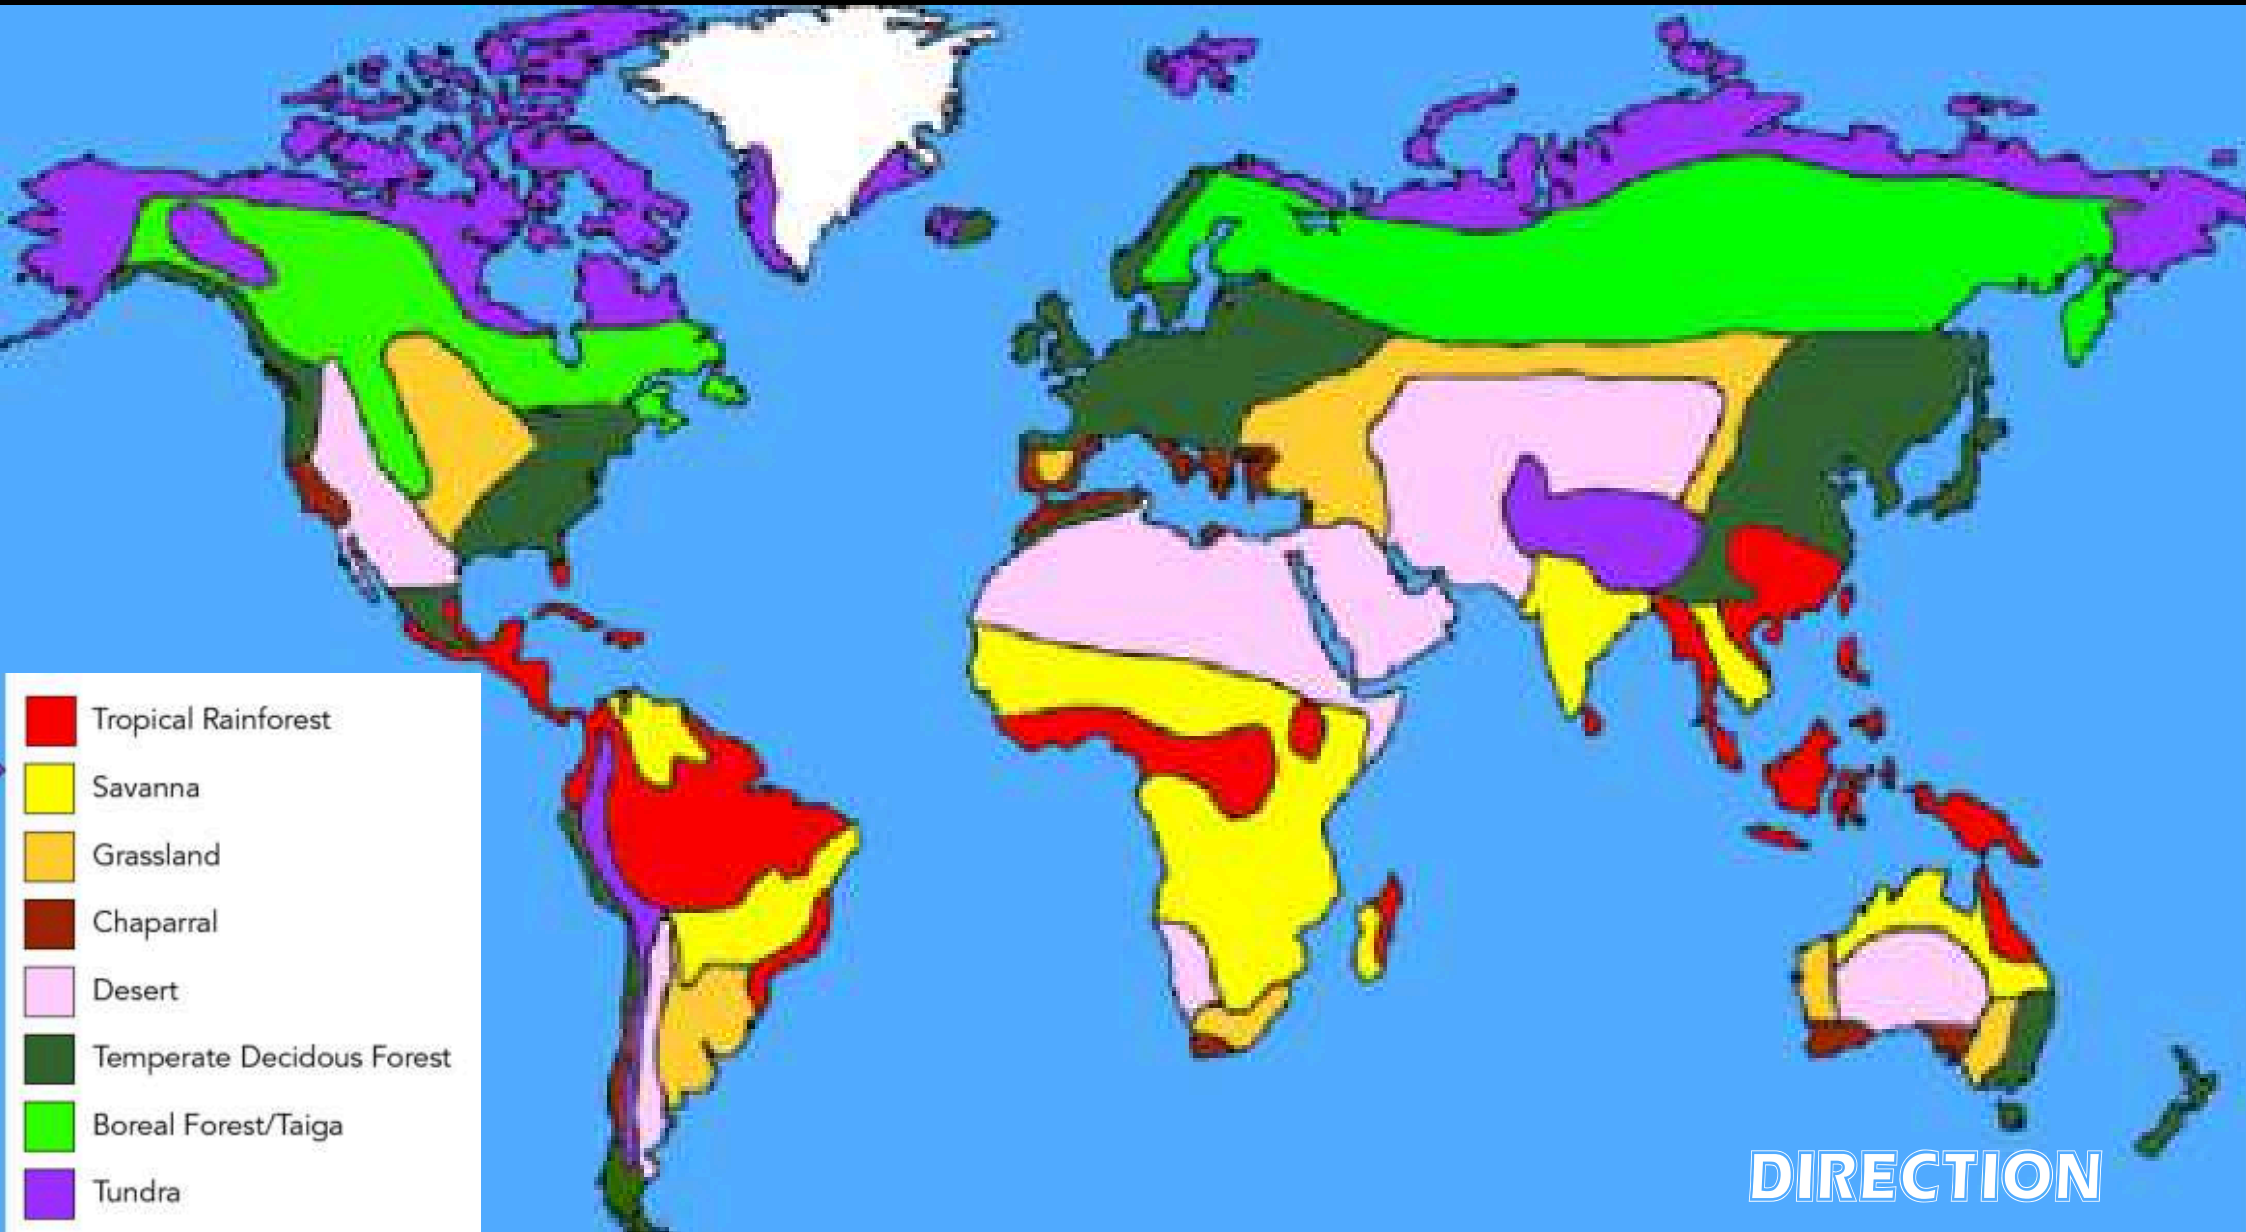 Tropical Rainforest
Savanna
Grassland
Chaparral
Desert
Temperate Decidous Forest
Boreal Forest/Taiga
Tundra
DIRECTION